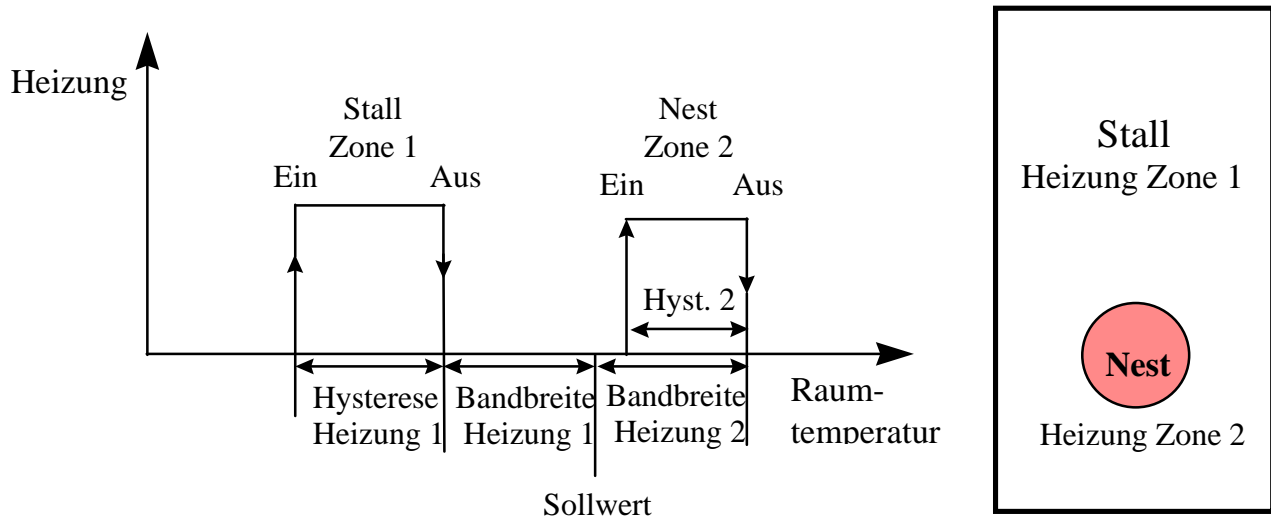 Heizung
Stall
Zone 1
Ein
Aus
Nest
Zone 2
Ein
Aus
Hyst. 2
Hysterese
Heizung 1
Bandbreite
Heizung 1
Bandbreite
Heizung 2
Raum-
temperatur
Sollwert
Stall
Heizung Zone 1
Nest
Heizung Zone 2